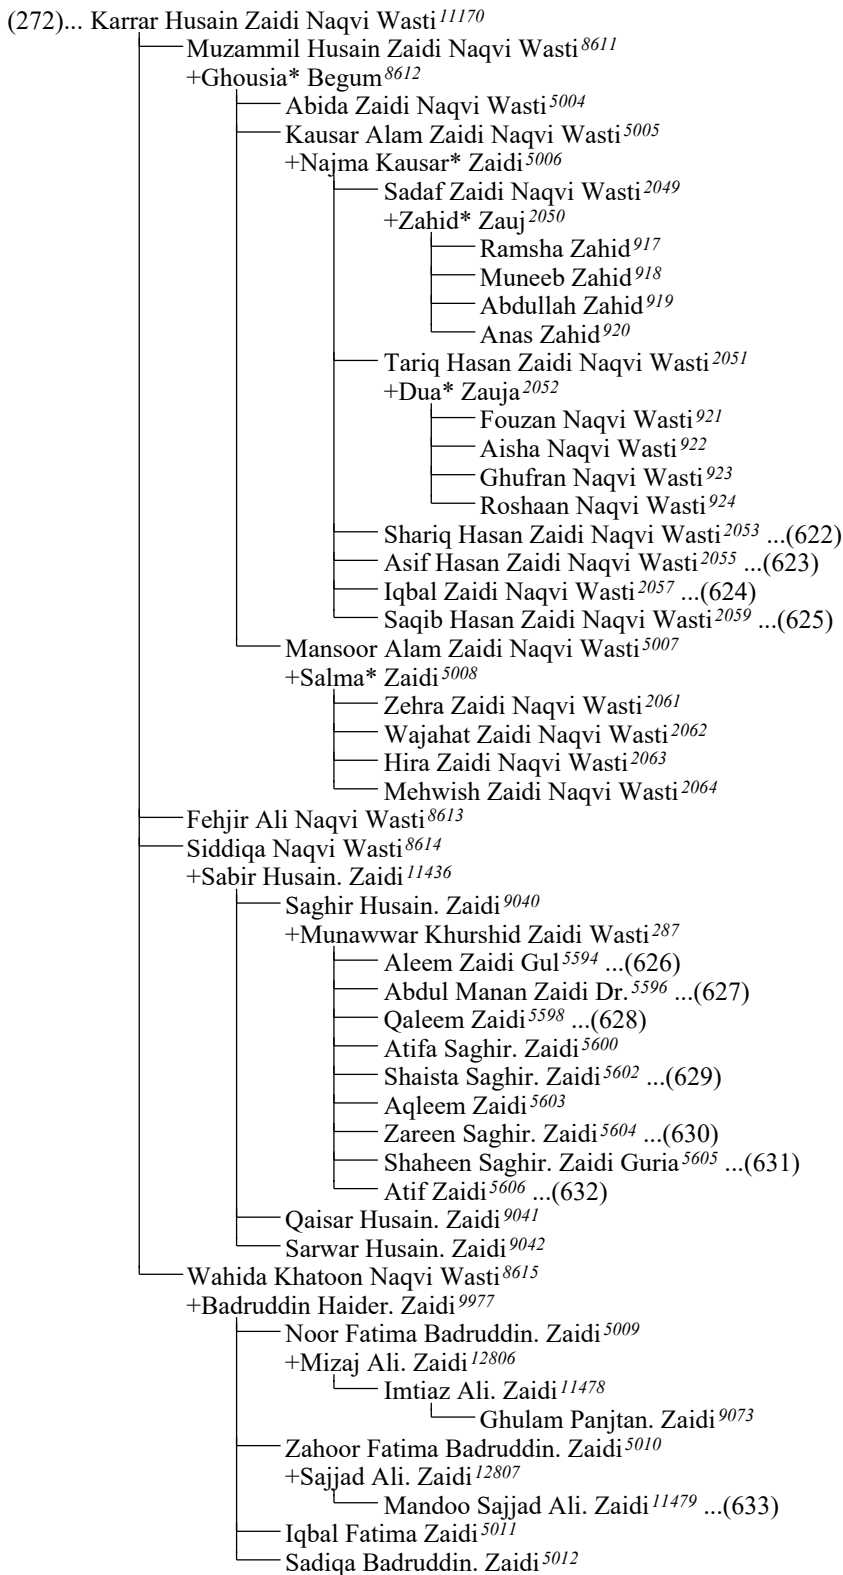 (272)... Karrar Husain Zaidi Naqvi Wasti 11170
Muzammil Husain Zaidi Naqvi Wasti 8611
+Ghousia* Begum 8612
Abida Zaidi Naqvi Wasti 5004
Kausar Alam Zaidi Naqvi Wasti 5005
+Najma Kausar* Zaidi 5006
Sadaf Zaidi Naqvi Wasti 2049
+Zahid* Zauj 2050
Ramsha Zahid 917
Muneeb Zahid 918
Abdullah Zahid 919
Anas Zahid 920
Tariq Hasan Zaidi Naqvi Wasti 2051
+Dua* Zauja 2052
Fouzan Naqvi Wasti 921
Aisha Naqvi Wasti 922
Ghufran Naqvi Wasti 923
Roshaan Naqvi Wasti 924
Shariq Hasan Zaidi Naqvi Wasti 2053 ...(622)
Asif Hasan Zaidi Naqvi Wasti 2055 ...(623)
Iqbal Zaidi Naqvi Wasti 2057 ...(624)
Saqib Hasan Zaidi Naqvi Wasti 2059 ...(625)
Mansoor Alam Zaidi Naqvi Wasti 5007
+Salma* Zaidi 5008
Zehra Zaidi Naqvi Wasti 2061
Wajahat Zaidi Naqvi Wasti 2062
Hira Zaidi Naqvi Wasti 2063
Mehwish Zaidi Naqvi Wasti 2064
Fehjir Ali Naqvi Wasti 8613
Siddiqa Naqvi Wasti 8614
+Sabir Husain. Zaidi 11436
Saghir Husain. Zaidi 9040
+Munawwar Khurshid Zaidi Wasti 287
Aleem Zaidi Gul 5594 ...(626)
Abdul Manan Zaidi Dr. 5596 ...(627)
Qaleem Zaidi 5598 ...(628)
Atifa Saghir. Zaidi 5600
Shaista Saghir. Zaidi 5602 ...(629)
Aqleem Zaidi 5603
Zareen Saghir. Zaidi 5604 ...(630)
Shaheen Saghir. Zaidi Guria 5605 ...(631)
Atif Zaidi 5606 ...(632)
Qaisar Husain. Zaidi 9041
Sarwar Husain. Zaidi 9042
Wahida Khatoon Naqvi Wasti 8615
+Badruddin Haider. Zaidi 9977
Noor Fatima Badruddin. Zaidi 5009
+Mizaj Ali. Zaidi 12806
Imtiaz Ali. Zaidi 11478
Ghulam Panjtan. Zaidi 9073
Zahoor Fatima Badruddin. Zaidi 5010
+Sajjad Ali. Zaidi 12807
Mandoo Sajjad Ali. Zaidi 11479 ...(633)
Iqbal Fatima Zaidi 5011
Sadiqa Badruddin. Zaidi 5012